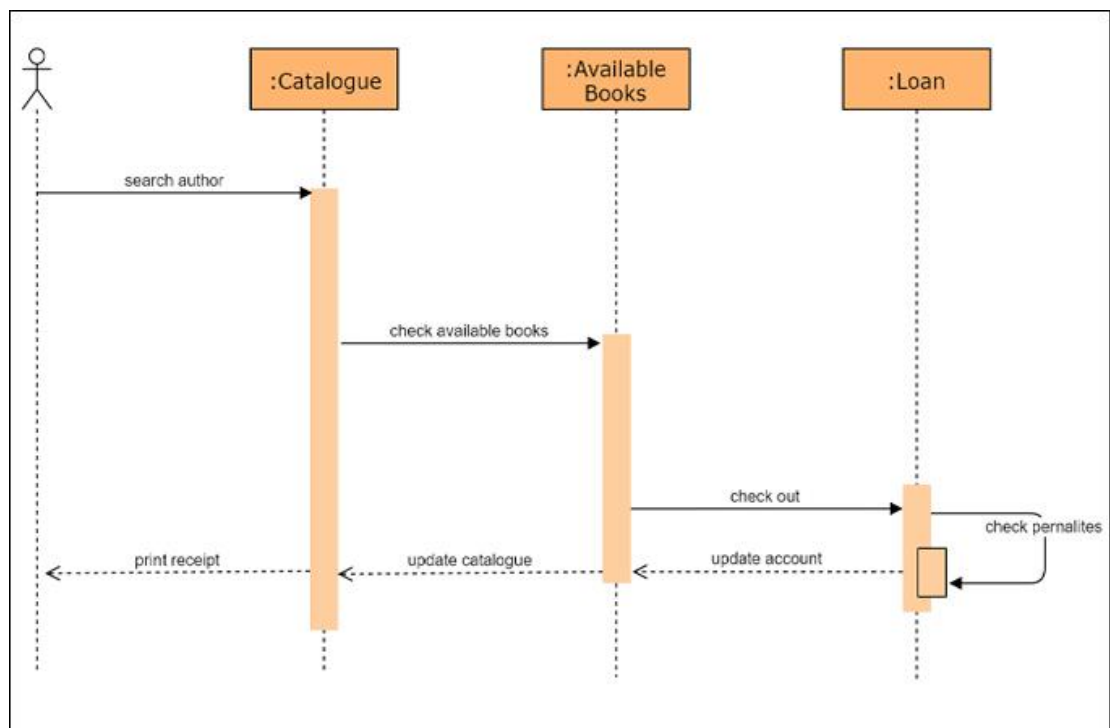 :Catalogue
:Available
Books
:Loan
search author
check available books
check out
check pernalites
print receipt
update catalogue
update account